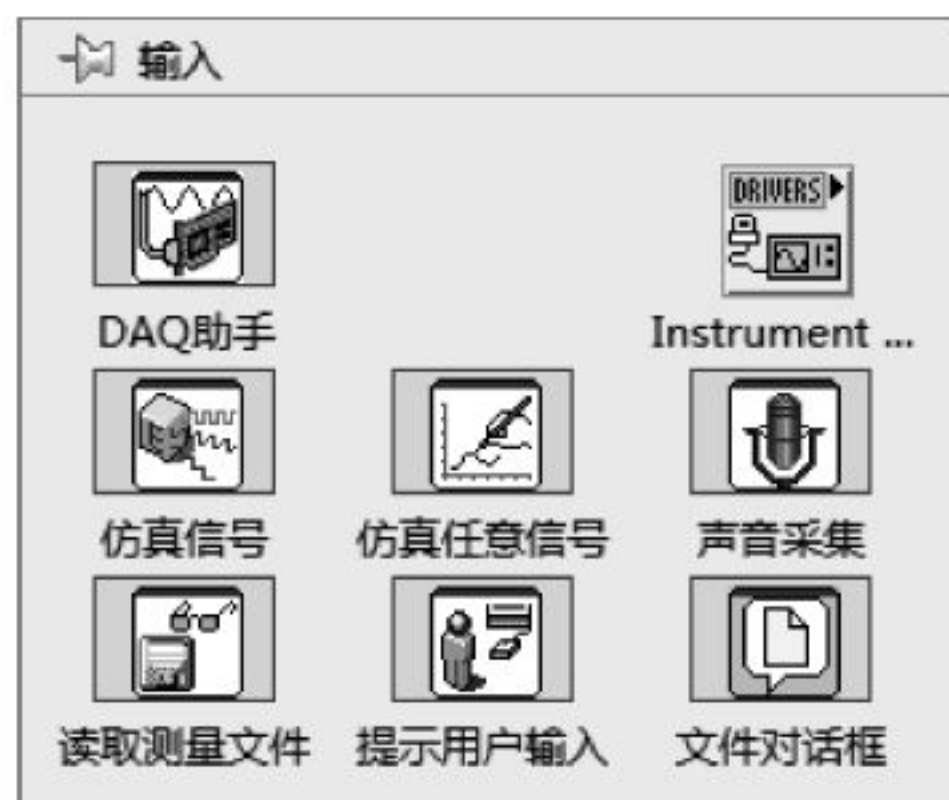 输入
DRIVERS
DAQ助手
Instrument ...
仿真信号
仿真任意信号
声音采集
读取测量文件
提示用户输入
文件对话框